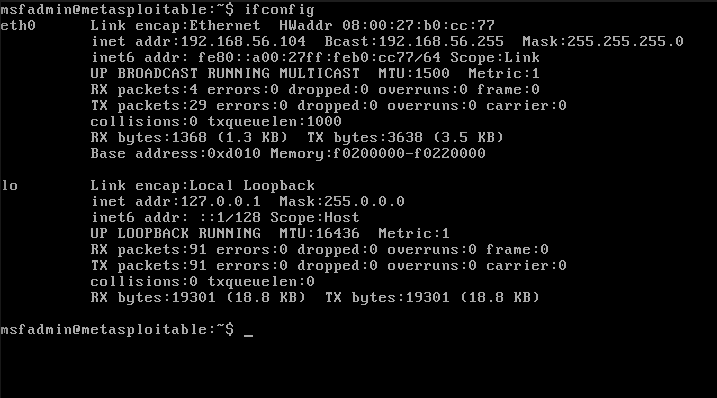 msfadmin@metasploitable:~$ ifconfig
eth0      Link encap:Ethernet  HWaddr 08:00:27:b0:cc:77
          inet addr:192.168.56.104  Bcast:192.168.56.255  Mask:255.255.255.0
          inet6 addr: fe80::a00:27ff:feb0:cc77/64 Scope:Link
          UP BROADCAST RUNNING MULTICAST  MTU:1500  Metric:1
          RX packets:4 errors:0 dropped:0 overruns:0 frame:0
          TX packets:29 errors:0 dropped:0 overruns:0 carrier:0
          collisions:0 txqueuelen:1000
          RX bytes:1368 (1.3 KB)  TX bytes:3638 (3.5 KB)
          Base address:0xd010 Memory:f0200000-f0220000

lo        Link encap:Local Loopback
          inet addr:127.0.0.1  Mask:255.0.0.0
          inet6 addr: ::1/128 Scope:Host
          UP LOOPBACK RUNNING  MTU:16436  Metric:1
          RX packets:91 errors:0 dropped:0 overruns:0 frame:0
          TX packets:91 errors:0 dropped:0 overruns:0 carrier:0
          collisions:0 txqueuelen:0
          RX bytes:19301 (18.8 KB)  TX bytes:19301 (18.8 KB)

msfadmin@metasploitable:~$ _